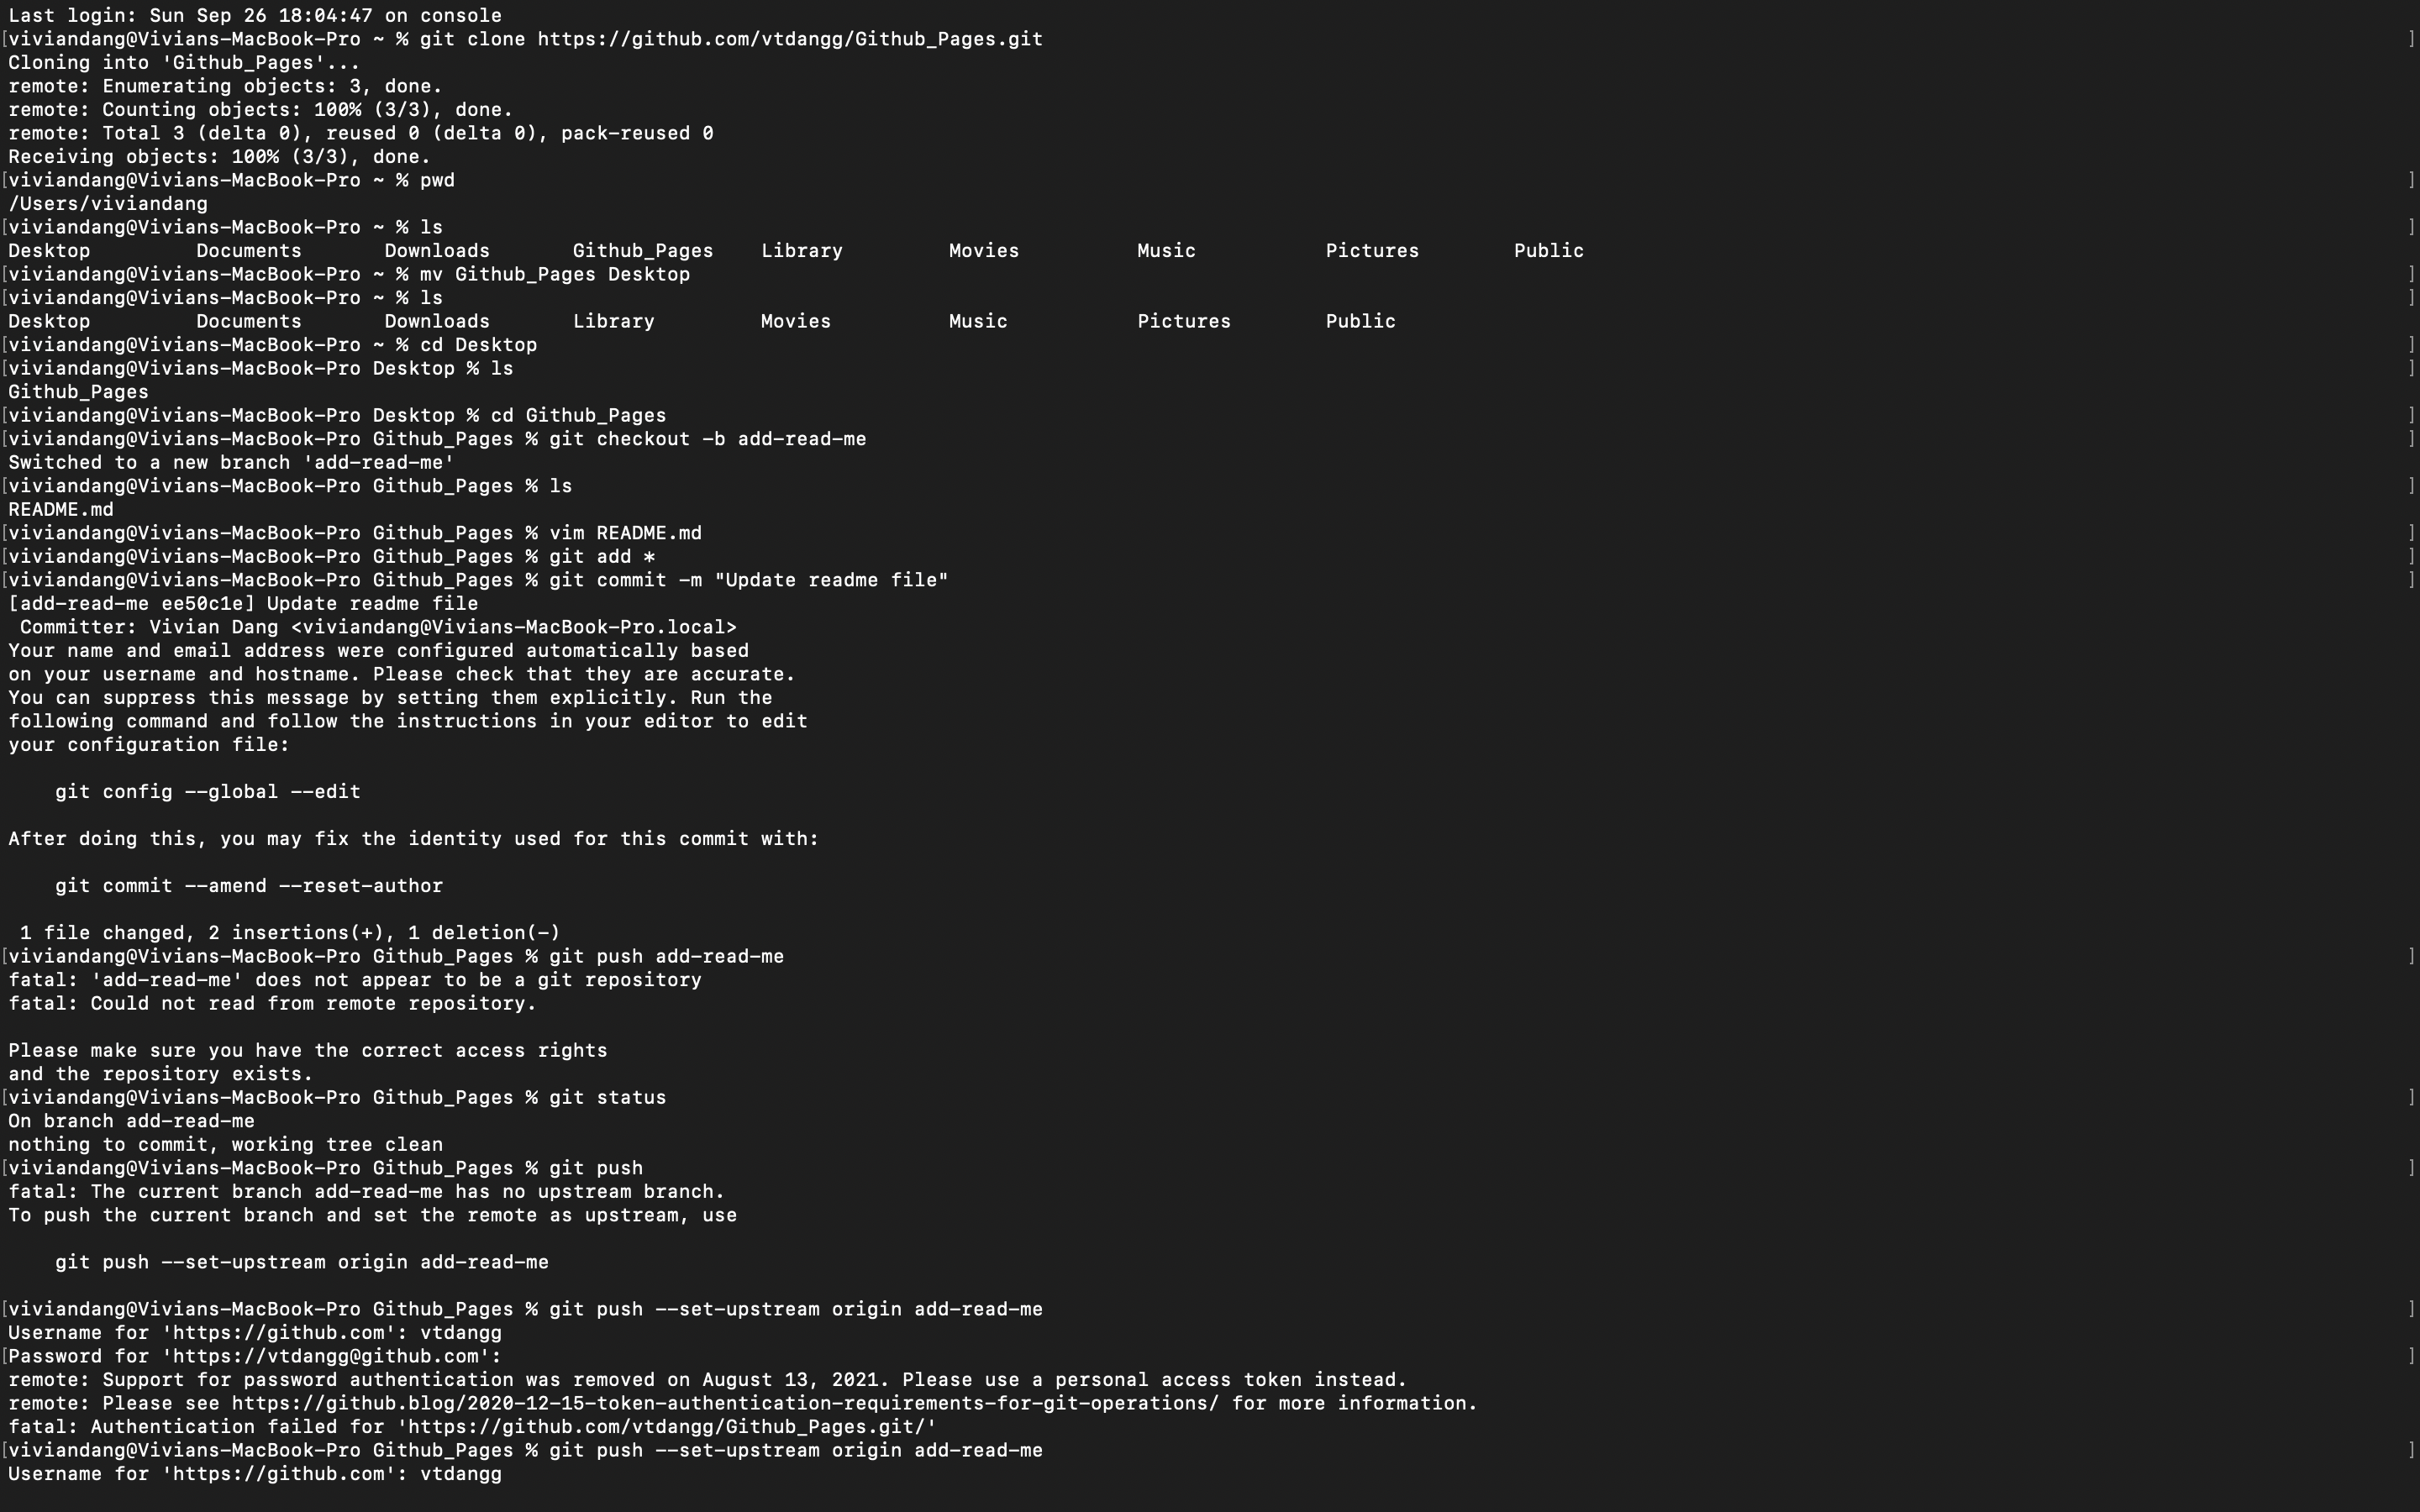 Last login: Sun Sep 26 18:04:47 on console
[viviandang@Vivians-MacBook-Pro ~ % git clone https://github.com/vtdangg/Github_Pages.git ]
Cloning into 'Github_Pages'...
remote: Enumerating objects: 3, done.
remote: Counting objects: 100% (3/3), done.
remote: Total 3 (delta 0), reused 0 (delta 0), pack-reused 0
Receiving objects: 100% (3/3), done.
[viviandang@Vivians-MacBook-Pro ~ % pwd ]
/Users/viviandang
[viviandang@Vivians-MacBook-Pro ~ % ls ]
Desktop Documents Downloads Github_Pages Library Movies Music Pictures Public
[viviandang@Vivians-MacBook-Pro ~ % mv Github_Pages Desktop ]
[viviandang@Vivians-MacBook-Pro ~ % ls ]
Desktop Documents Downloads Library Movies Music Pictures Public
[viviandang@Vivians-MacBook-Pro ~ % cd Desktop ]
[viviandang@Vivians-MacBook-Pro Desktop % ls ]
Github_Pages
[viviandang@Vivians-MacBook-Pro Desktop % cd Github_Pages ]
[viviandang@Vivians-MacBook-Pro Github_Pages % git checkout -b add-read-me ]
Switched to a new branch 'add-read-me'
[viviandang@Vivians-MacBook-Pro Github_Pages % ls ]
README.md
[viviandang@Vivians-MacBook-Pro Github_Pages % vim README.md ]
[viviandang@Vivians-MacBook-Pro Github_Pages % git add * ]
[viviandang@Vivians-MacBook-Pro Github_Pages % git commit -m "Update readme file" ]
[add-read-me ee50c1e] Update readme file
Committer: Vivian Dang <viviandang@Vivians-MacBook-Pro.local>
Your name and email address were configured automatically based
on your username and hostname. Please check that they are accurate.
You can suppress this message by setting them explicitly. Run the
following command and follow the instructions in your editor to edit
your configuration file:
git config --global --edit
After doing this, you may fix the identity used for this commit with:
git commit --amend --reset-author
1 file changed, 2 insertions(+), 1 deletion(-)
[viviandang@Vivians-MacBook-Pro Github_Pages % git push add-read-me ]
fatal: 'add-read-me' does not appear to be a git repository
fatal: Could not read from remote repository.
Please make sure you have the correct access rights
and the repository exists.
[viviandang@Vivians-MacBook-Pro Github_Pages % git status ]
On branch add-read-me
nothing to commit, working tree clean
[viviandang@Vivians-MacBook-Pro Github_Pages % git push ]
fatal: The current branch add-read-me has no upstream branch.
To push the current branch and set the remote as upstream, use
git push --set-upstream origin add-read-me
[viviandang@Vivians-MacBook-Pro Github_Pages % git push --set-upstream origin add-read-me ]
Username for 'https://github.com': vtdangg
[Password for 'https://vtdangg@github.com': ]
remote: Support for password authentication was removed on August 13, 2021. Please use a personal access token instead.
remote: Please see https://github.blog/2020-12-15-token-authentication-requirements-for-git-operations/ for more information.
fatal: Authentication failed for 'https://github.com/vtdangg/Github_Pages.git/'
[viviandang@Vivians-MacBook-Pro Github_Pages % git push --set-upstream origin add-read-me ]
Username for 'https://github.com': vtdangg